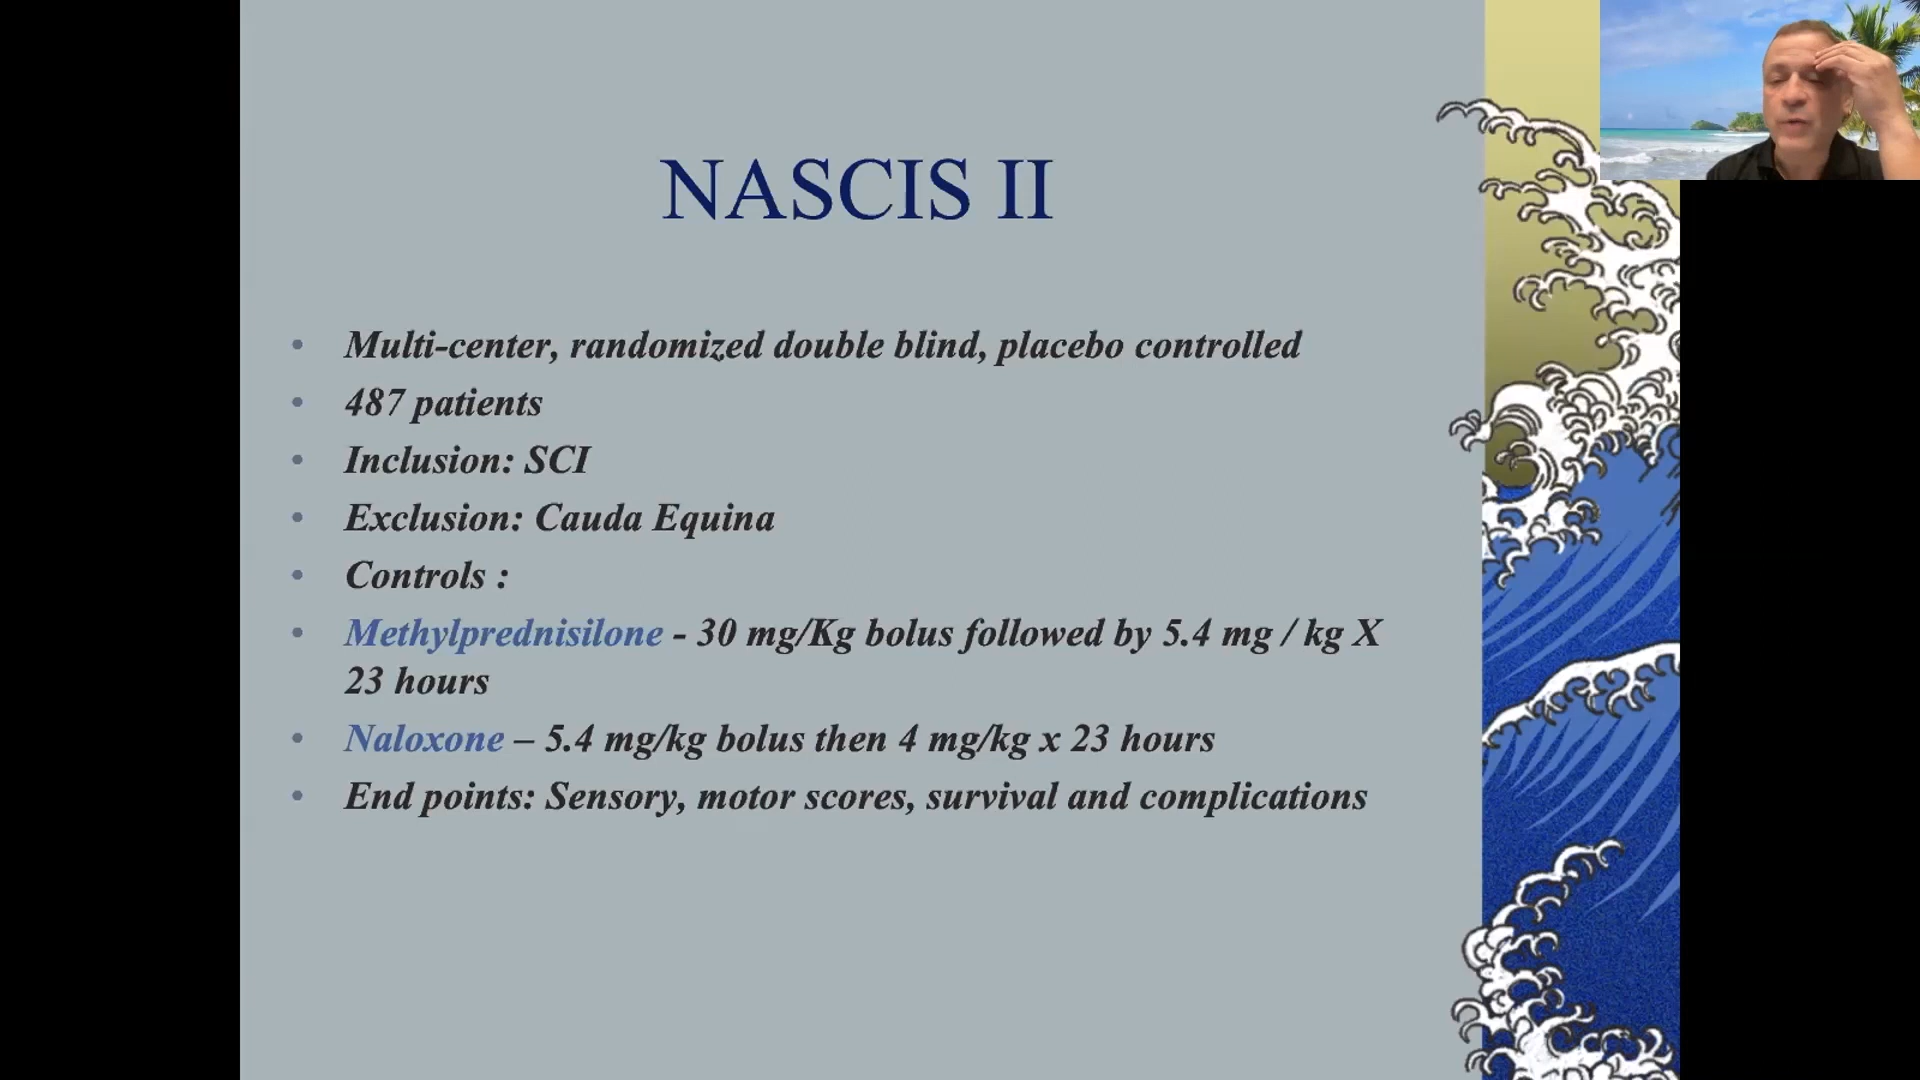 NASCIS II
• Multi-center, randomized double blind, placebo controlled
• 487 patients
• Inclusion: SCI
• Exclusion: Cauda Equina
• Controls :
• Methylprednisilone - 30 mg/Kg bolus followed by 5.4 mg / kg X
23 hours
• Naloxone – 5.4 mg/kg bolus then 4 mg/kg x 23 hours
• End points: Sensory, motor scores, survival and complications